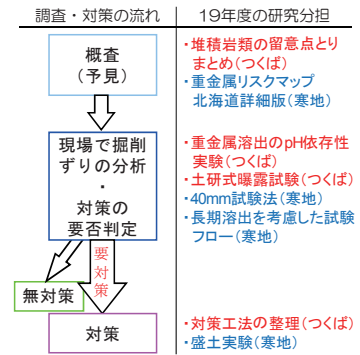 調査・対策の流れ
19年度の研究分担
概査
(予見)
・堆積岩類の留意点とり
まとめ(つくば)
・重金属リスクマップ
北海道詳細版(寒地)
現場で掘削
ずりの分析
・
対策の
要否判定
・重金属溶出のpH依存性
実験(つくば)
・土研式曝露試験(つくば)
・40mm試験法(寒地)
・長期溶出を考慮した試験
フロー(寒地)
要対策
無対策
対策
・対策工法の整理(つくば)
・盛土実験(寒地)